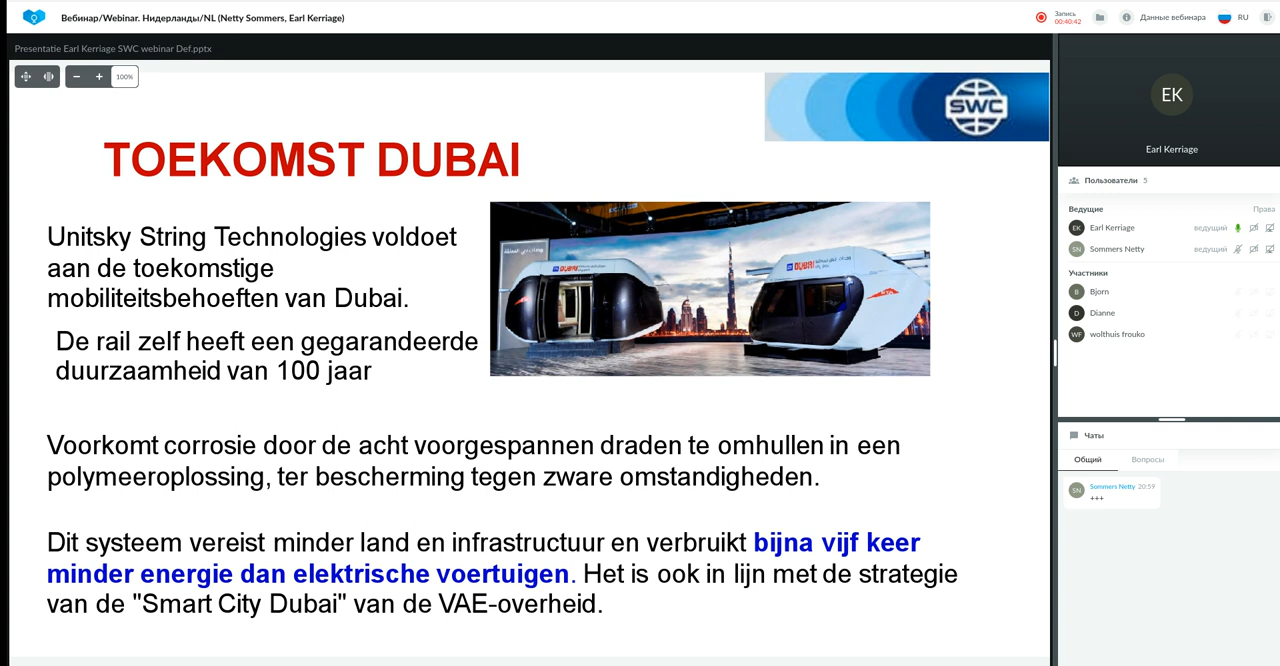 Вебинар/Webinar. Нидерланды/NL (Netty Sommers, Earl Kerriage)
Запись
00:40:42
Данные вебинара
RU
Presentatie Earl Kerriage SWC webinar Def.pptx
100%
SWC
TOEKOMST DUBAI
Unitsky String Technologies voldoet
aan de toekomstige
mobiliteitsbehoeften van Dubai.
De rail zelf heeft een gegarandeerde
duurzaamheid van 100 jaar
DUBAI
DUBAI
Voorkomt corrosie door de acht voorgespannen draden te omhullen in een
polymeeroplossing, ter bescherming tegen zware omstandigheden.
Dit systeem vereist minder land en infrastructuur en verbruikt bijna vijf keer
minder energie dan elektrische voertuigen. Het is ook in lijn met de strategie
van de "Smart City Dubai" van de VAE-overheid.
EK
Earl Kerriage
Пользователи 5
Ведущие Права
EK Earl Kerriage ведущий
SN Sommers Netty ведущий
Участники
B Bjorn
D Dianne
WF wolthuis frouko
Чаты
Общий Вопросы
SN Sommers Netty 20:59
+++